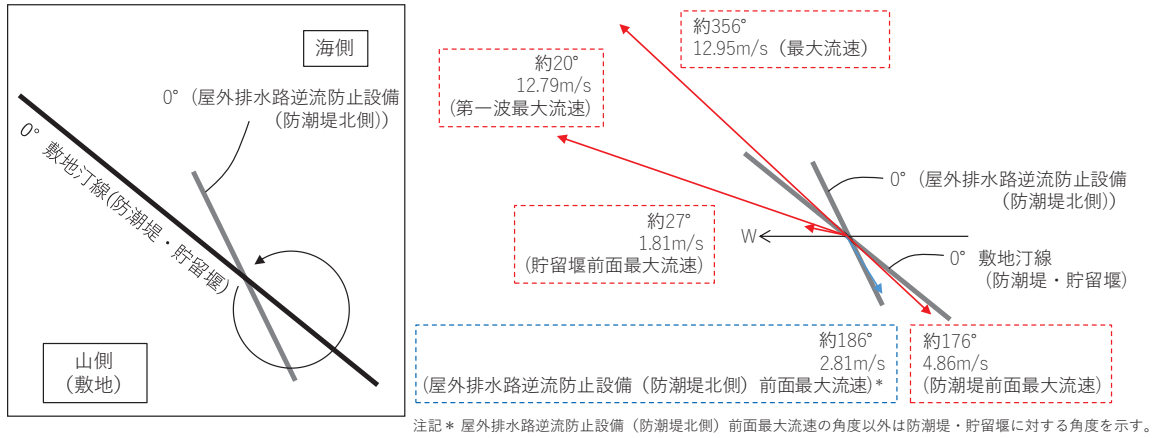 海側
0°（屋外排水路逆流防止設備
（防潮堤北側））
0° 敷地汀線(防潮堤・貯留堰)
山側
（敷地）
約356°
12.95m/s（最大流速）
約20°
12.79m/s
(第一波最大流速)
約27°
1.81m/s
(貯留堰前面最大流速)
W
0°（屋外排水路逆流防止設備
（防潮堤北側））
0° 敷地汀線
(防潮堤・貯留堰)
約186°
2.81m/s
(屋外排水路逆流防止設備（防潮堤北側）前面最大流速)*
約176°
4.86m/s
(防潮堤前面最大流速)
注記＊ 屋外排水路逆流防止設備（防潮堤北側）前面最大流速の角度以外は防潮堤・貯留堰に対する角度を示す。